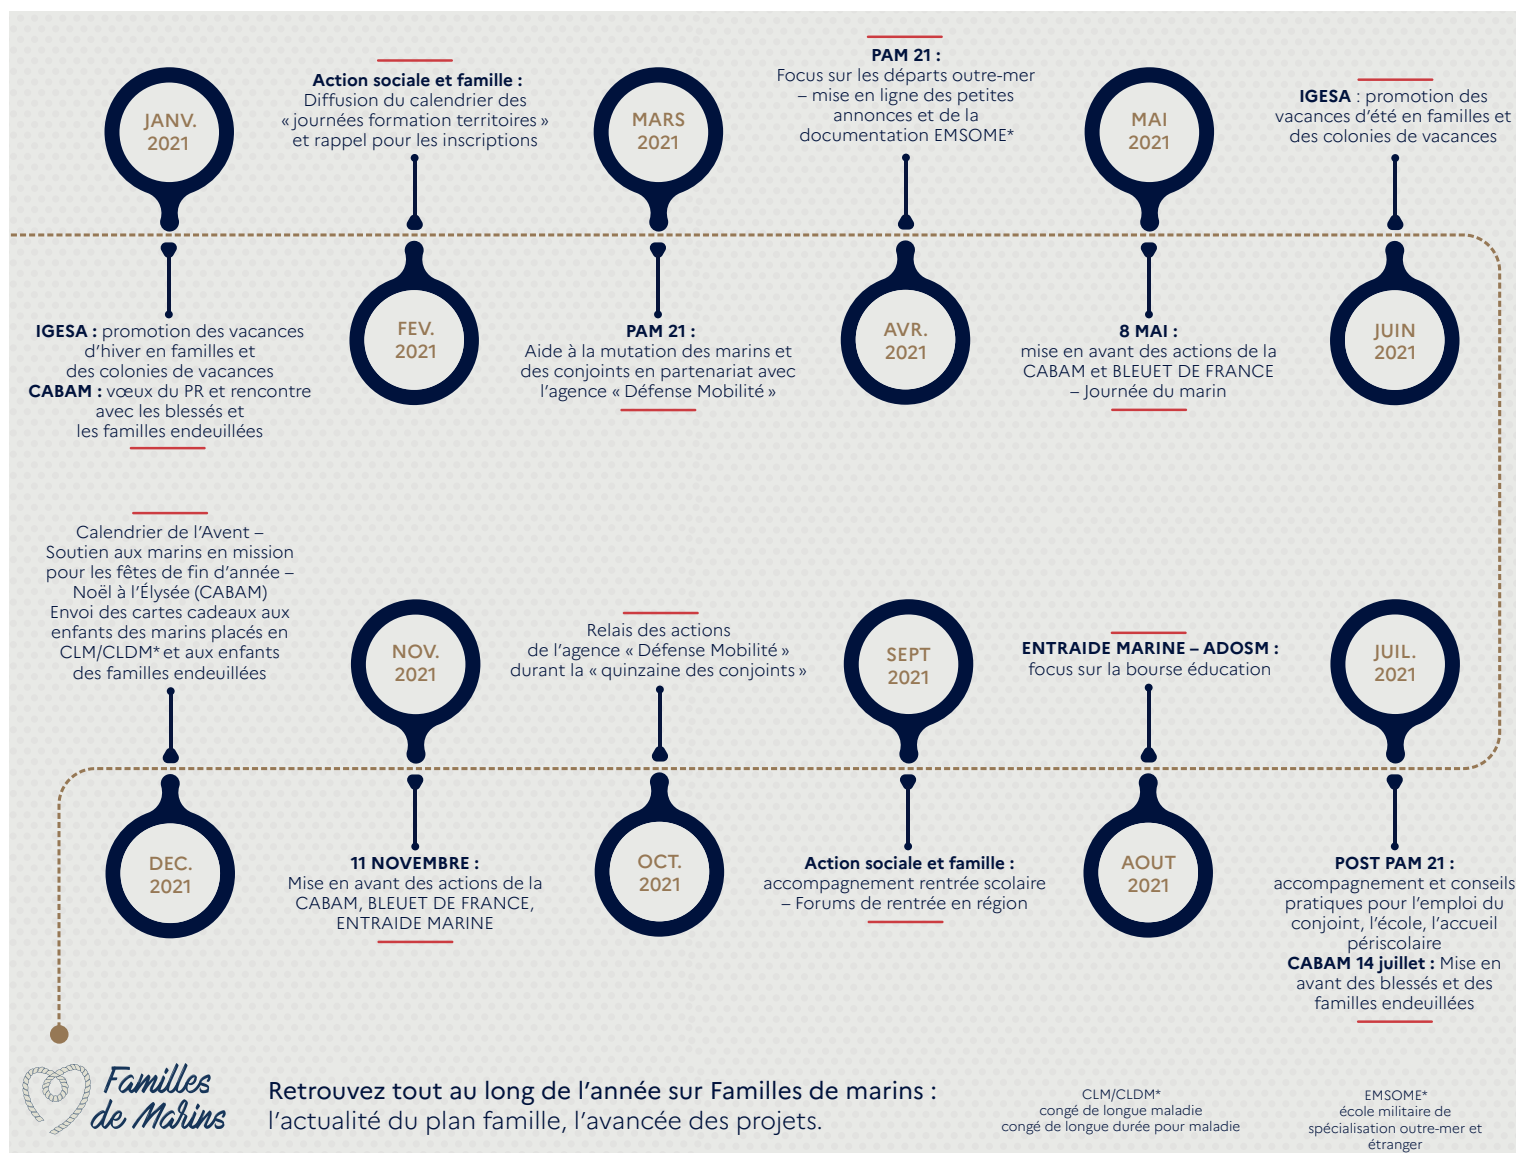 JANV.
2021
IGESA : promotion des vacances
d’hiver en familles et
des colonies de vacances
CABAM : vœux du PR et rencontre
avec les blessés et
les familles endeuillées
Action sociale et famille :
Diffusion du calendrier des
« journées formation territoires »
et rappel pour les inscriptions
FEV.
2021
MARS
2021
PAM 21 :
Aide à la mutation des marins et
des conjoints en partenariat avec
l’agence « Défense Mobilité »
PAM 21 :
Focus sur les départs outre-mer
– mise en ligne des petites
annonces et de la
documentation EMSOME*
AVR.
2021
MAI
2021
8 MAI :
mise en avant des actions de la
CABAM et BLEUET DE FRANCE
– Journée du marin
IGESA : promotion des
vacances d’été en familles et
des colonies de vacances
JUIN
2021
JUIL.
2021
POST PAM 21 :
accompagnement et conseils
pratiques pour l’emploi du
conjoint, l’école, l’accueil
périscolaire
CABAM 14 juillet : Mise en
avant des blessés et des
familles endeuillées
ENTRAIDE MARINE – ADOSM :
focus sur la bourse éducation
AOUT
2021
SEPT
2021
Action sociale et famille :
accompagnement rentrée scolaire
– Forums de rentrée en région
Relais des actions
de l’agence « Défense Mobilité »
durant la « quinzaine des conjoints »
OCT.
2021
NOV.
2021
11 NOVEMBRE :
Mise en avant des actions de la
CABAM, BLEUET DE FRANCE,
ENTRAIDE MARINE
Calendrier de l’Avent –
Soutien aux marins en mission
pour les fêtes de fin d’année –
Noël à l’Élysée (CABAM)
Envoi des cartes cadeaux aux
enfants des marins placés en
CLM/CLDM* et aux enfants
des familles endeuillées
DEC.
2021
Familles
de Marins
Retrouvez tout au long de l’année sur Familles de marins :
l’actualité du plan famille, l’avancée des projets.
CLM/CLDM*
congé de longue maladie
congé de longue durée pour maladie
EMSOME*
école militaire de
spécialisation outre-mer et
étranger